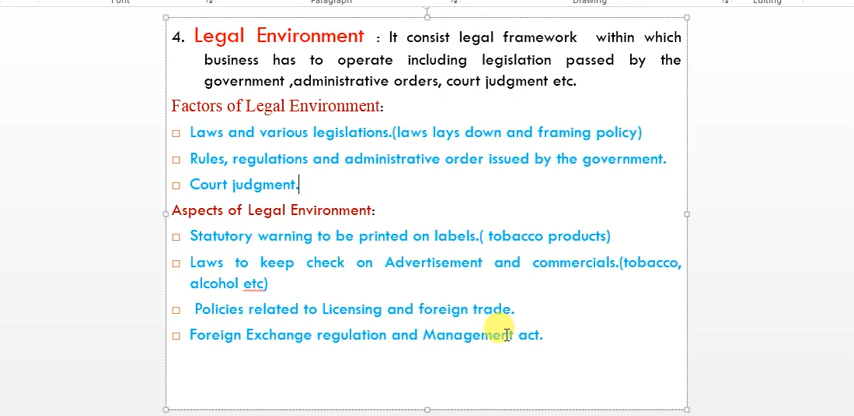 Font Paragraph Drawing Editing
4. Legal Environment : It consist legal framework within which
business has to operate including legislation passed by the
government ,administrative orders, court judgment etc.
Factors of Legal Environment:
Laws and various legislations.(laws lays down and framing policy)
Rules, regulations and administrative order issued by the government.
Court judgment.
Aspects of Legal Environment:
Statutory warning to be printed on labels.( tobacco products)
Laws to keep check on Advertisement and commercials.(tobacco,
alcohol etc)
Policies related to Licensing and foreign trade.
Foreign Exchange regulation and Management act.